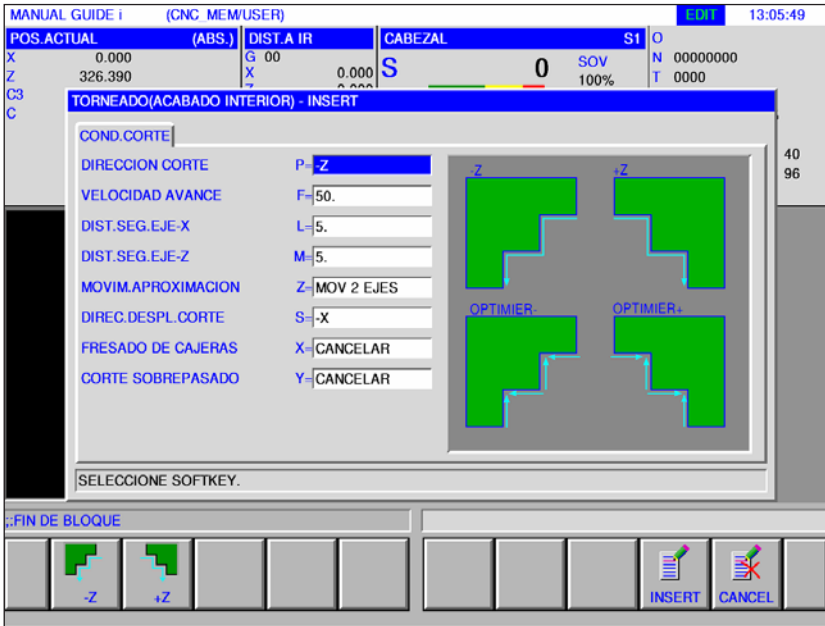 MANUAL GUIDE i (CNC_MEM/USER) EDIT 13:05:49
POS.ACTUAL (ABS.) DIST.A IR CABEZAL S1 O
X 0.000 G 00 S 0 SOV N 00000000
Z 326.390 X 0.000 100% T 0000
C3
C
TORNEADO(ACABADO INTERIOR) - INSERT
COND.CORTE
DIRECCION CORTE P= -Z
VELOCIDAD AVANCE F= 50.
DIST.SEG.EJE-X L= 5.
DIST.SEG.EJE-Z M= 5.
MOVIM.APROXIMACION Z= MOV 2 EJES
DIREC.DESPL.CORTE S= -X
FRESADO DE CAJERAS X= CANCELAR
CORTE SOBREPASADO Y= CANCELAR
-Z +Z
OPTIMIER- OPTIMIER+
40
96
SELECCIONE SOFTKEY.
;:FIN DE BLOQUE
-Z +Z INSERT CANCEL